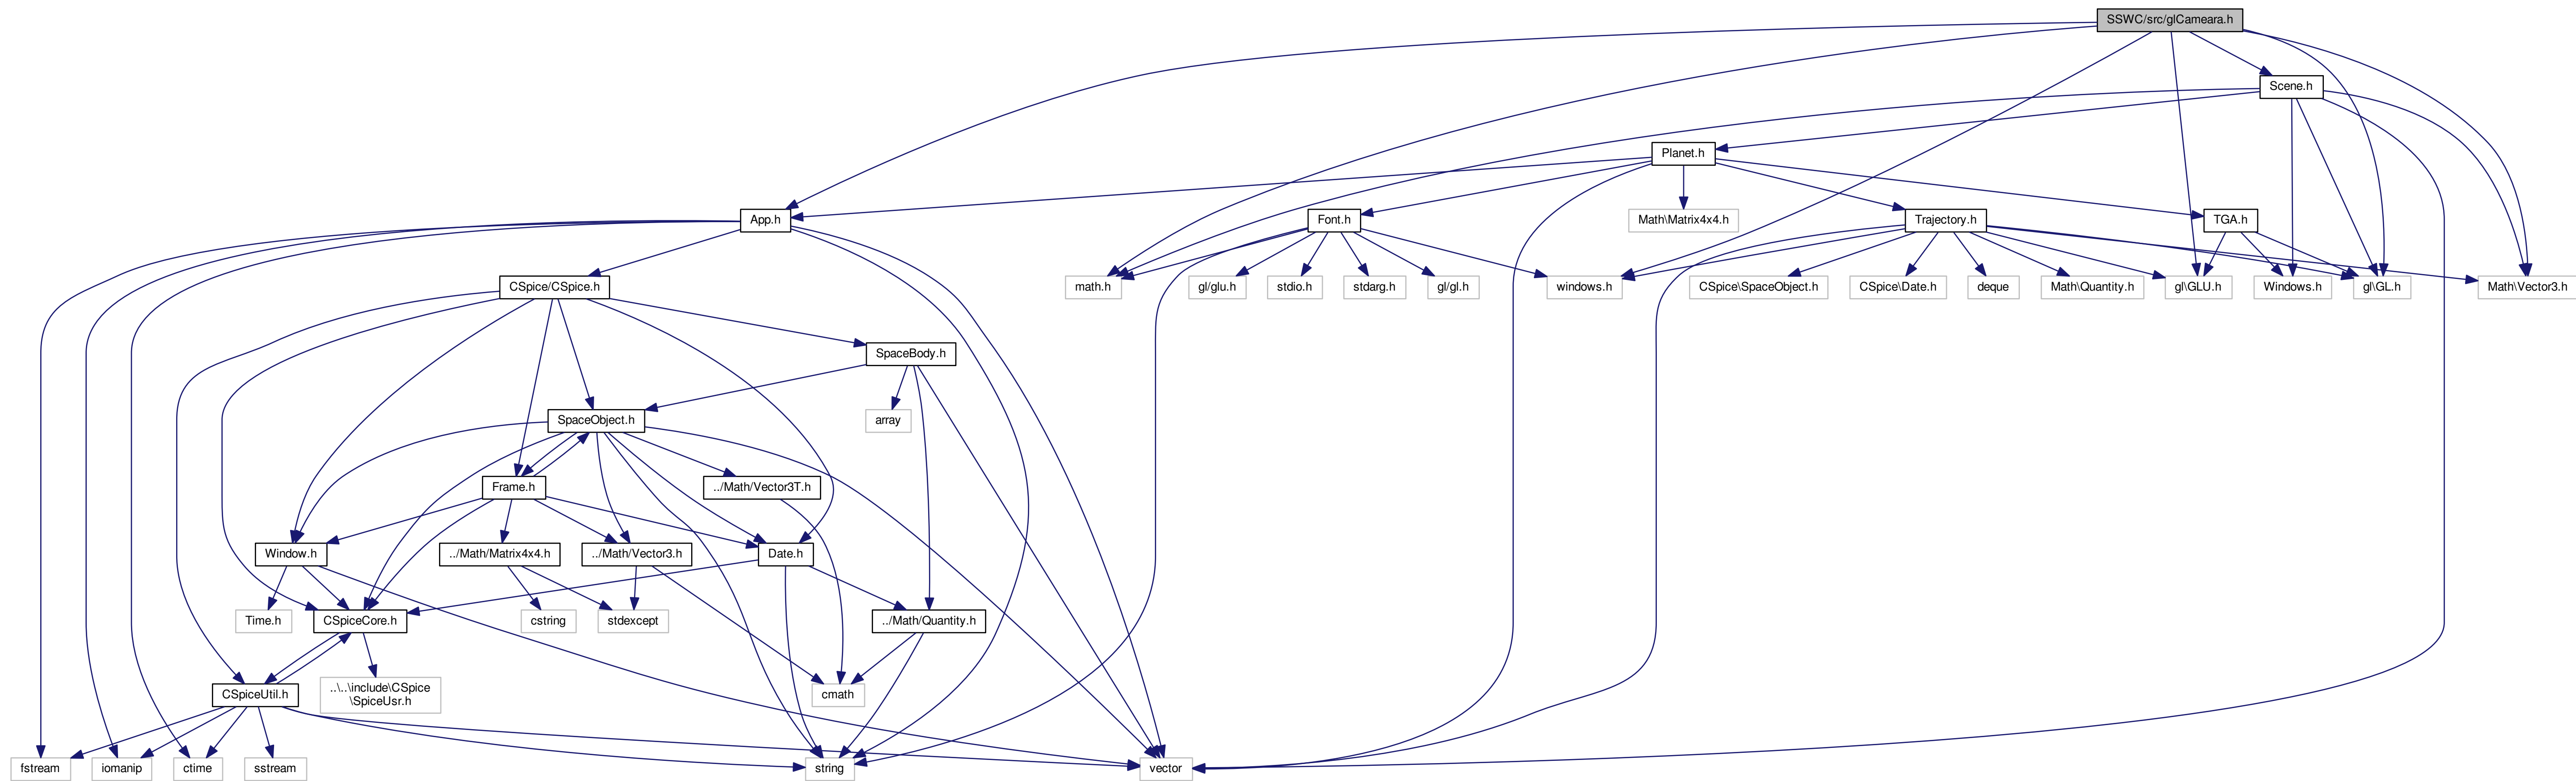 SSWC/src/glCameara.h
Scene.h
Planet.h
App.h
Font.h
Math\Matrix4x4.h
Trajectory.h
TGA.h
CSpice/CSpice.h
math.h
gl/glu.h
stdio.h
stdarg.h
gl/gl.h
windows.h
CSpice\SpaceObject.h
CSpice\Date.h
deque
Math\Quantity.h
gl\GLU.h
Windows.h
gl\GL.h
Math\Vector3.h
SpaceBody.h
SpaceObject.h
array
Frame.h
../Math/Vector3T.h
Window.h
../Math/Matrix4x4.h
../Math/Vector3.h
Date.h
Time.h
CSpiceCore.h
cstring
stdexcept
../Math/Quantity.h
CSpiceUtil.h
..\..\include\CSpice
\SpiceUsr.h
cmath
fstream
iomanip
ctime
sstream
string
vector